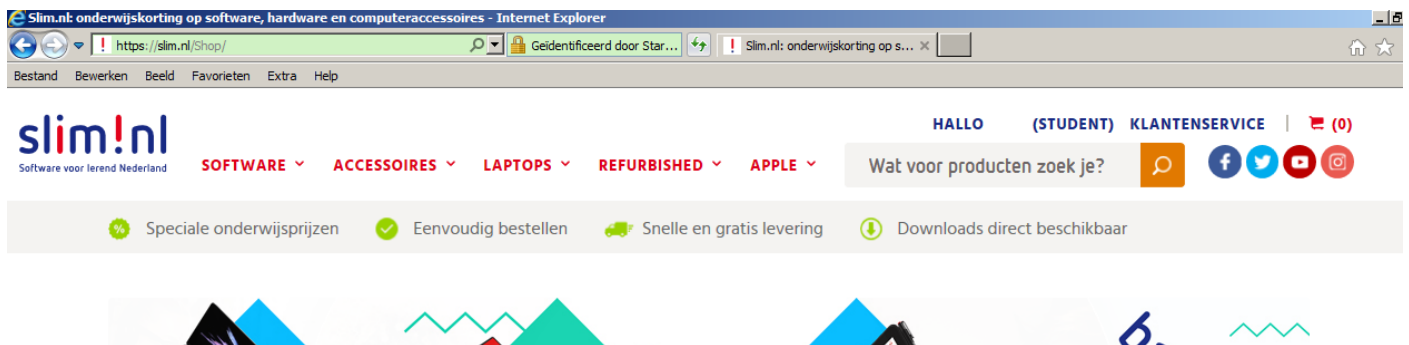 Slim.nl: onderwijskorting op software, hardware en computeraccessoires - Internet Explorer
https://slim.nl/Shop/ Geïdentificeerd door Star... Slim.nl: onderwijskorting op s...
Bestand Bewerken Beeld Favorieten Extra Help
HALLO (STUDENT) KLANTENSERVICE (0)
slim!nl
Software voor lerend Nederland
SOFTWARE ACCESSOIRES LAPTOPS REFURBISHED APPLE Wat voor producten zoek je?
Speciale onderwijsprijzen Eenvoudig bestellen Snelle en gratis levering Downloads direct beschikbaar